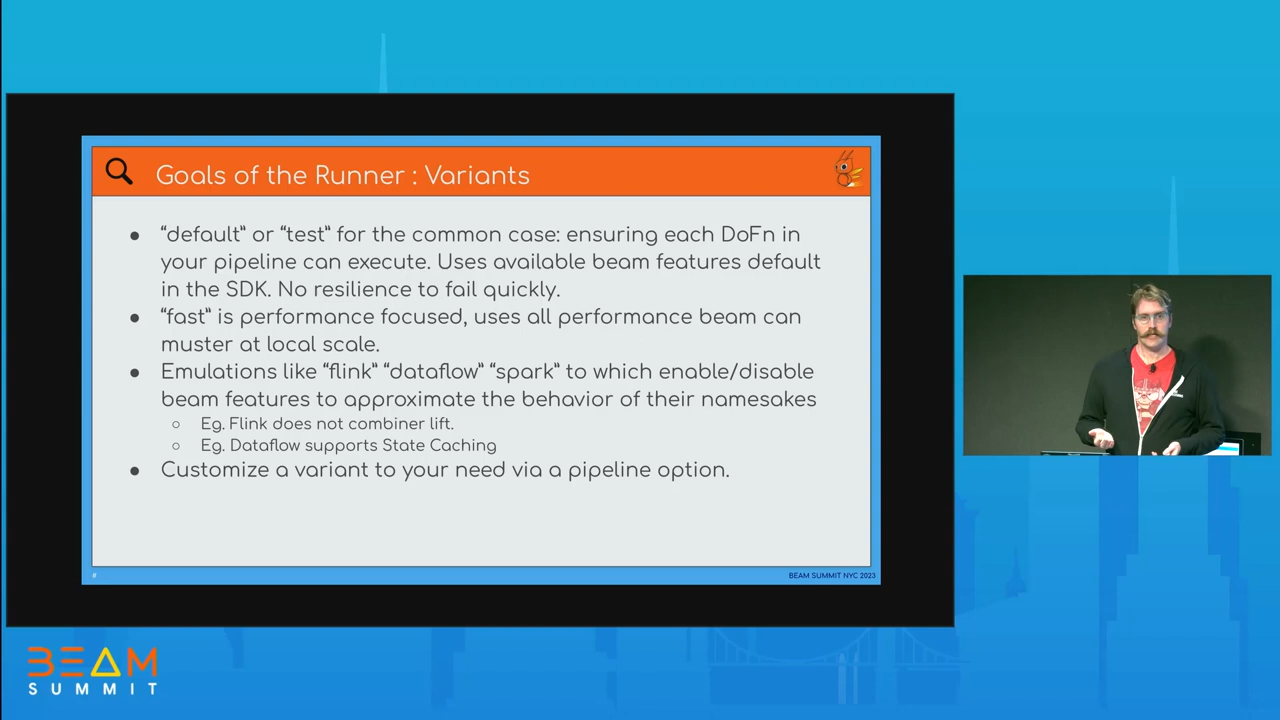 Goals of the Runner : Variants
● “default” or “test” for the common case: ensuring each DoFn in
your pipeline can execute. Uses available beam features default
in the SDK. No resilience to fail quickly.
● “fast” is performance focused, uses all performance beam can
muster at local scale.
● Emulations like “flink” “dataflow” “spark” to which enable/disable
beam features to approximate the behavior of their namesakes
○ Eg. Flink does not combiner lift.
○ Eg. Dataflow supports State Caching
● Customize a variant to your need via a pipeline option.
#
BEAM SUMMIT NYC 2023
BEAM
SUMMIT